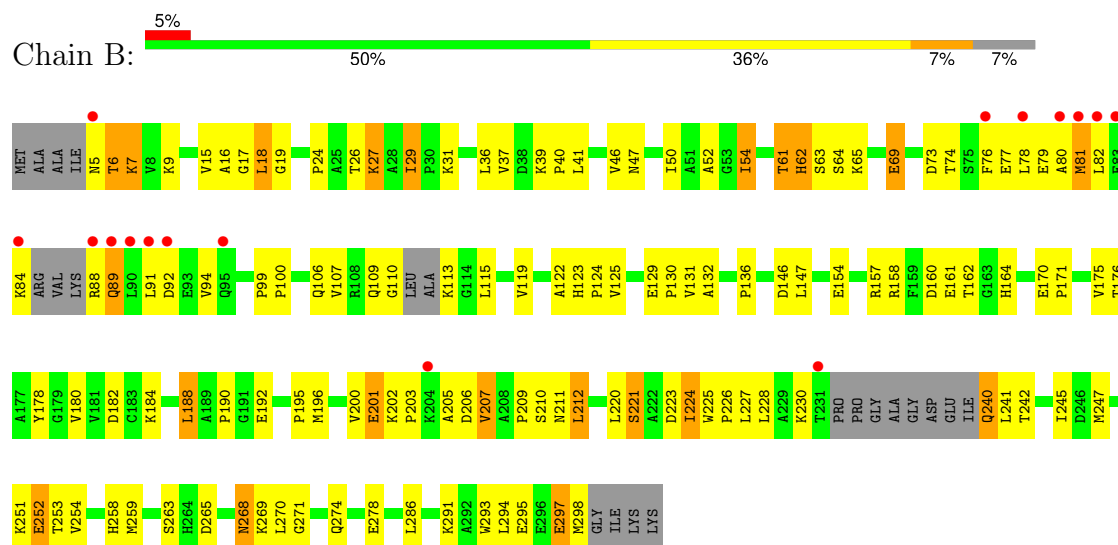 5%
Chain B:
50% 36% 7% 7%
MET ALA ALA ILE N5 T6 K7 V8 K9 V15 A16 G17 L18 G19 P24 A25 T26 K27 A28 I29 P30 K31 L36 V37 D38 K39 P40 L41 V46 N47 I50 A51 A52 G53 I54 T61 H62 S63 S64 K65 E69 D73 T74 S75 F76 E77 L78 E79 A80 M81 L82 E83
K84 ARG VAL LYS R88 Q89 L90 L91 D92 E93 V94 Q95 P99 P100 Q106 V107 R108 Q109 G110 LEU ALA K113 G114 L115 V119 A122 H123 P124 V125 E129 P130 V131 A132 P136 D146 L147 E154 R157 R158 F159 D160 E161 T162 G163 H164 E170 P171 V175 T176
A177 Y178 G179 V180 V181 D182 C183 K184 L188 A189 P190 G191 E192 P195 M196 V200 E201 K202 P203 K204 A205 D206 V207 A208 P209 S210 N211 L212 L220 S221 A222 D223 I224 W225 P226 L227 L228 A229 K230 T231 PRO PRO GLY ALA GLY ASP GLU ILE Q240 L241 T242 I245 D246 M247
K251 E252 T253 V254 H258 M259 S263 H264 D265 N268 K269 L270 G271 Q274 E278 L286 K291 A292 W293 L294 E295 E296 E297 M298 GLY ILE LYS LYS